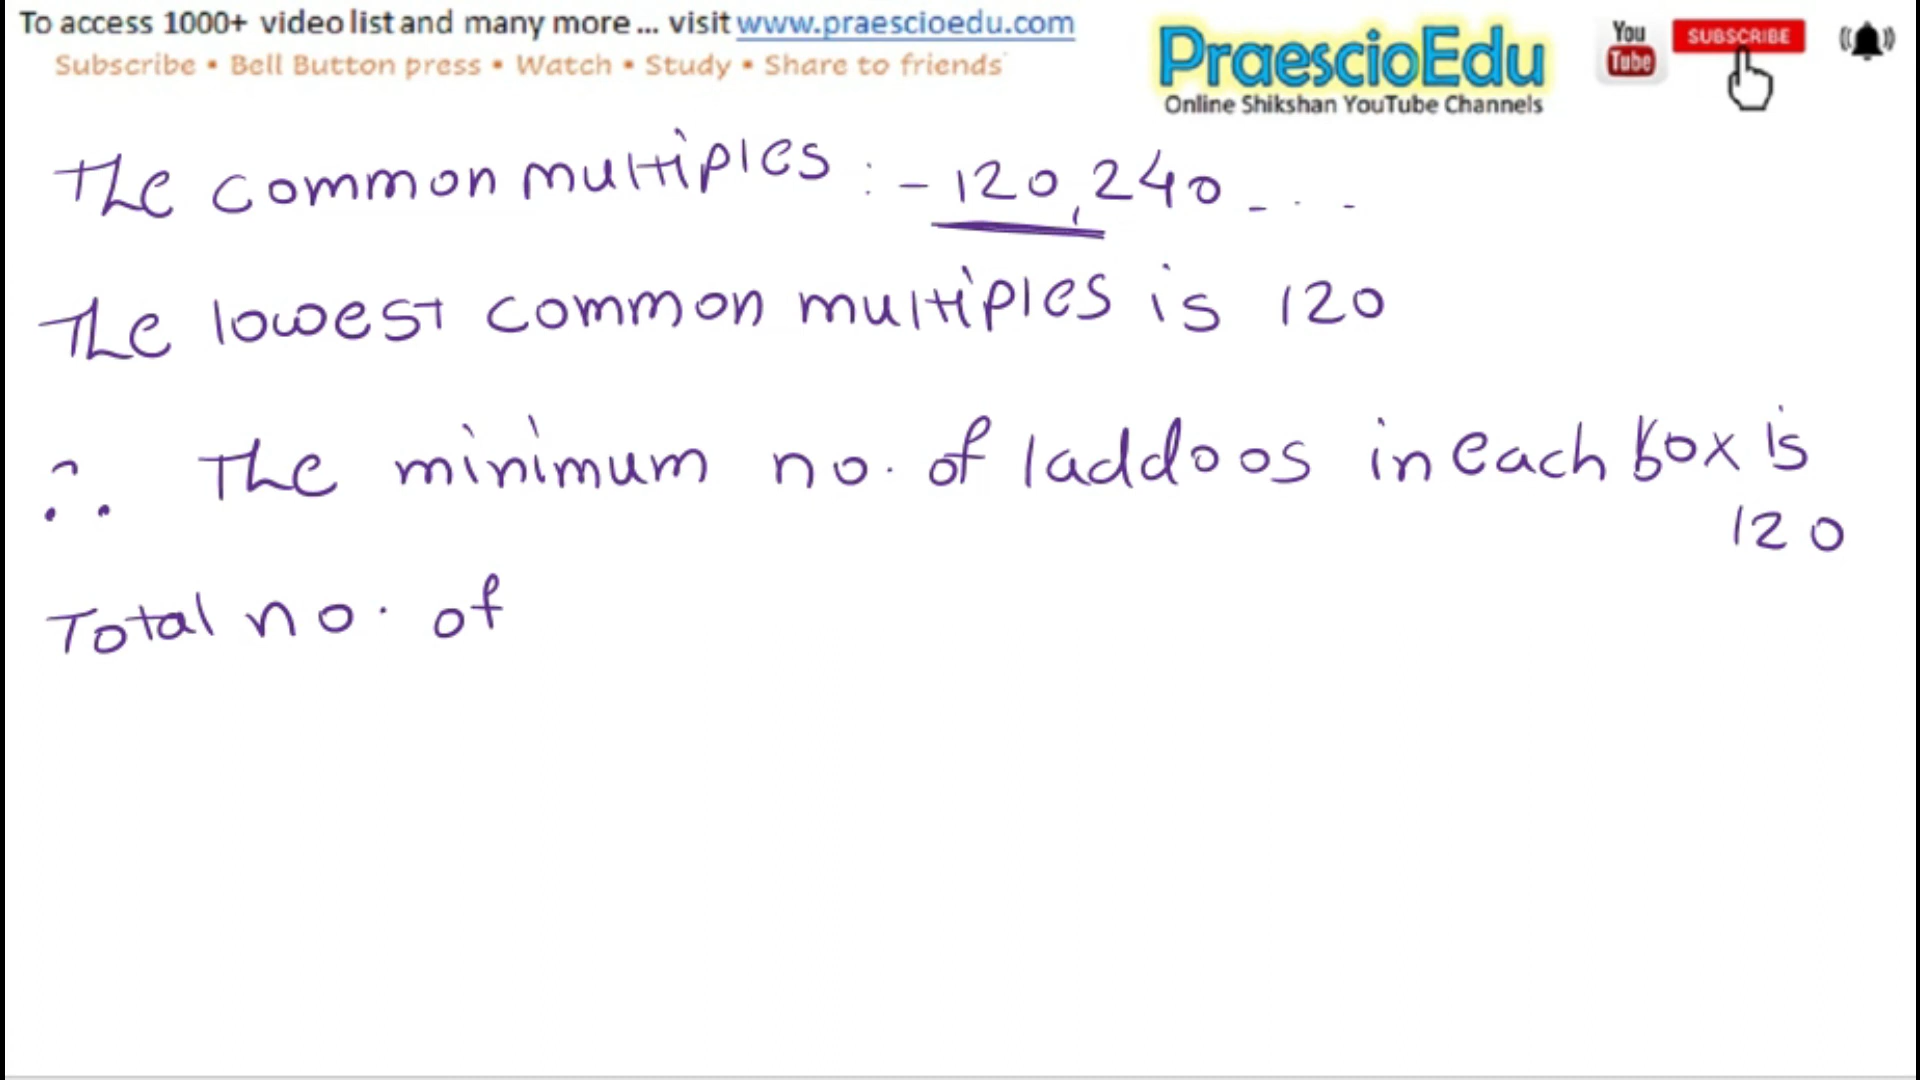 To access 1000+ video list and many more ... visit www.praescioedu.com
Subscribe • Bell Button press • Watch • Study • Share to friends
PraescioEdu
Online Shikshan YouTube Channels
You
Tube
SUBSCRIBE
The common multiples :- 120, 240 - - - -
The lowest common multiples is 120
∴ The minimum no. of laddoos in each box is
120
Total no. of